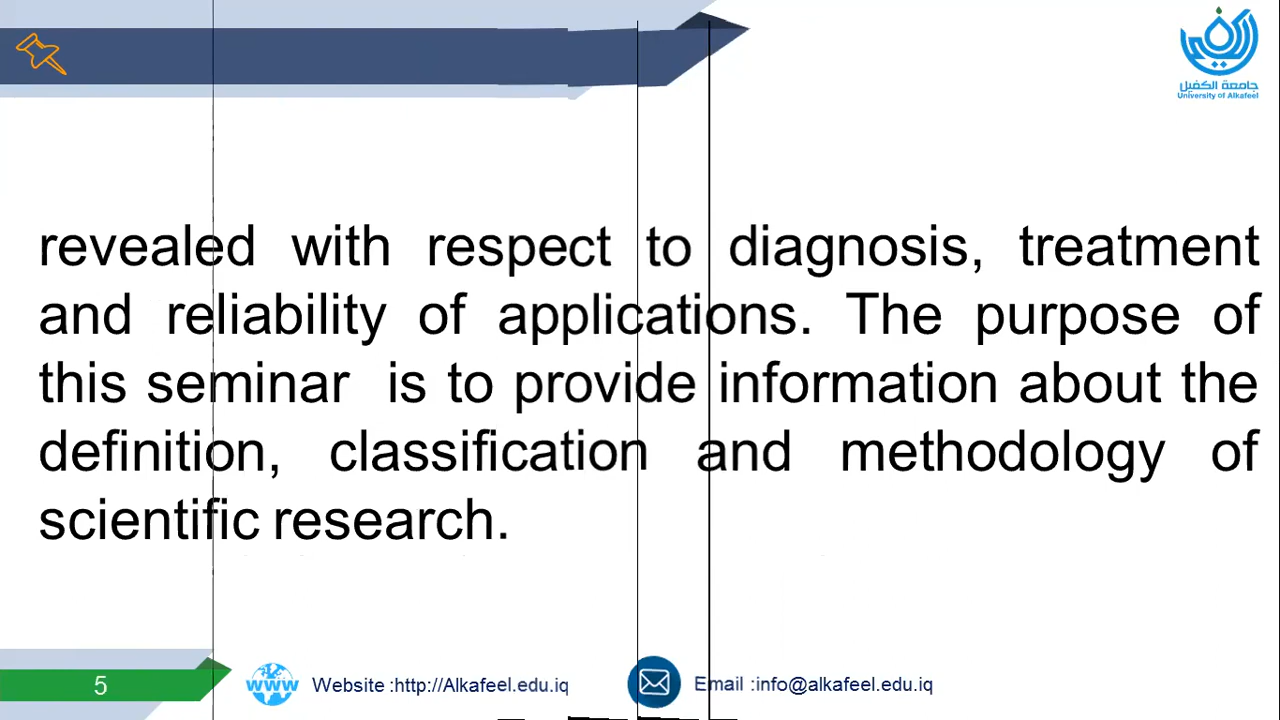 جامعة الكفيل
University of Alkafeel
revealed with respect to diagnosis, treatment
and reliability of applications. The purpose of
this seminar is to provide information about the
definition, classification and methodology of
scientific research.
5
www
Website :http://Alkafeel.edu.iq
Email :info@alkafeel.edu.iq